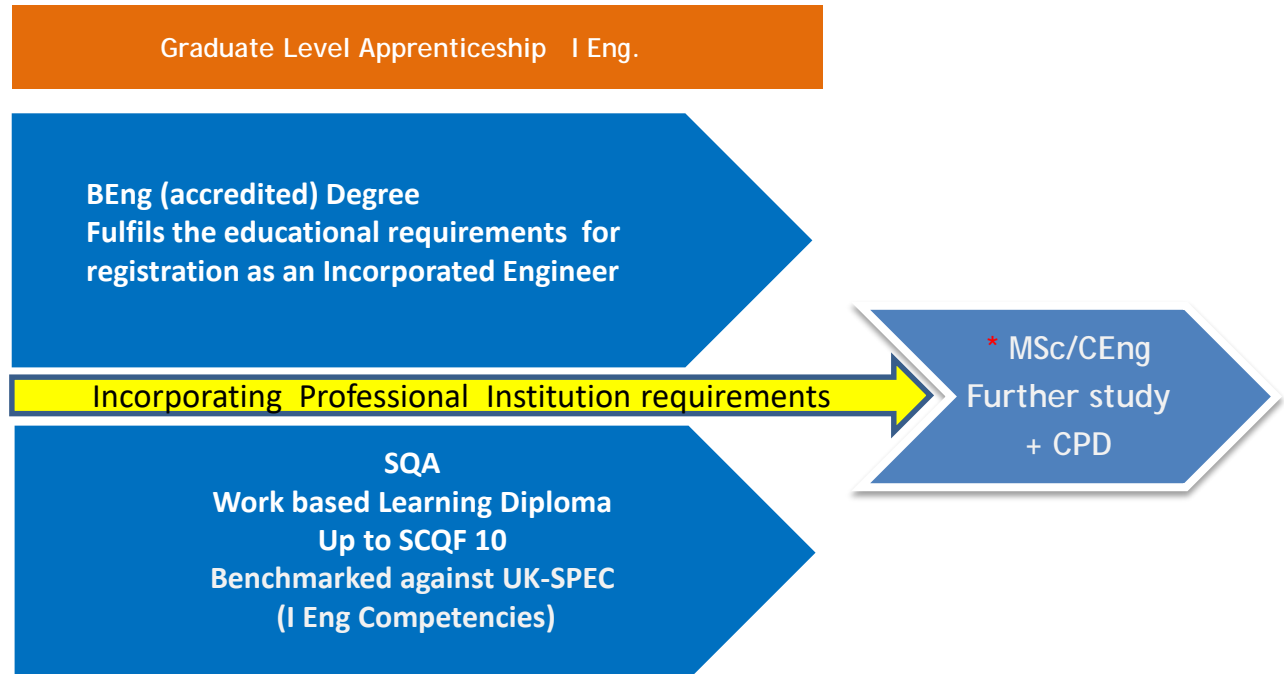 Graduate Level Apprenticeship I Eng.
BEng (accredited) Degree
Fulfils the educational requirements for
registration as an Incorporated Engineer
Incorporating Professional Institution requirements
* MSc/CEng
Further study
+ CPD
SQA
Work based Learning Diploma
Up to SCQF 10
Benchmarked against UK-SPEC
(I Eng Competencies)